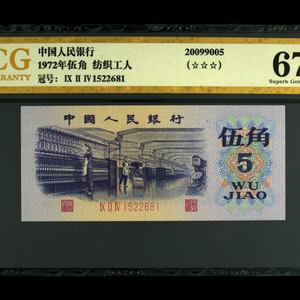 CG
RRANTY
中国人民银行
1972年伍角 纺织工人
冠号: IX II IV1522681
20099005
(☆☆☆)
67
Superb Gem
中國人民銀行
伍角
5
WU
JIAO
IX II IV 1522681